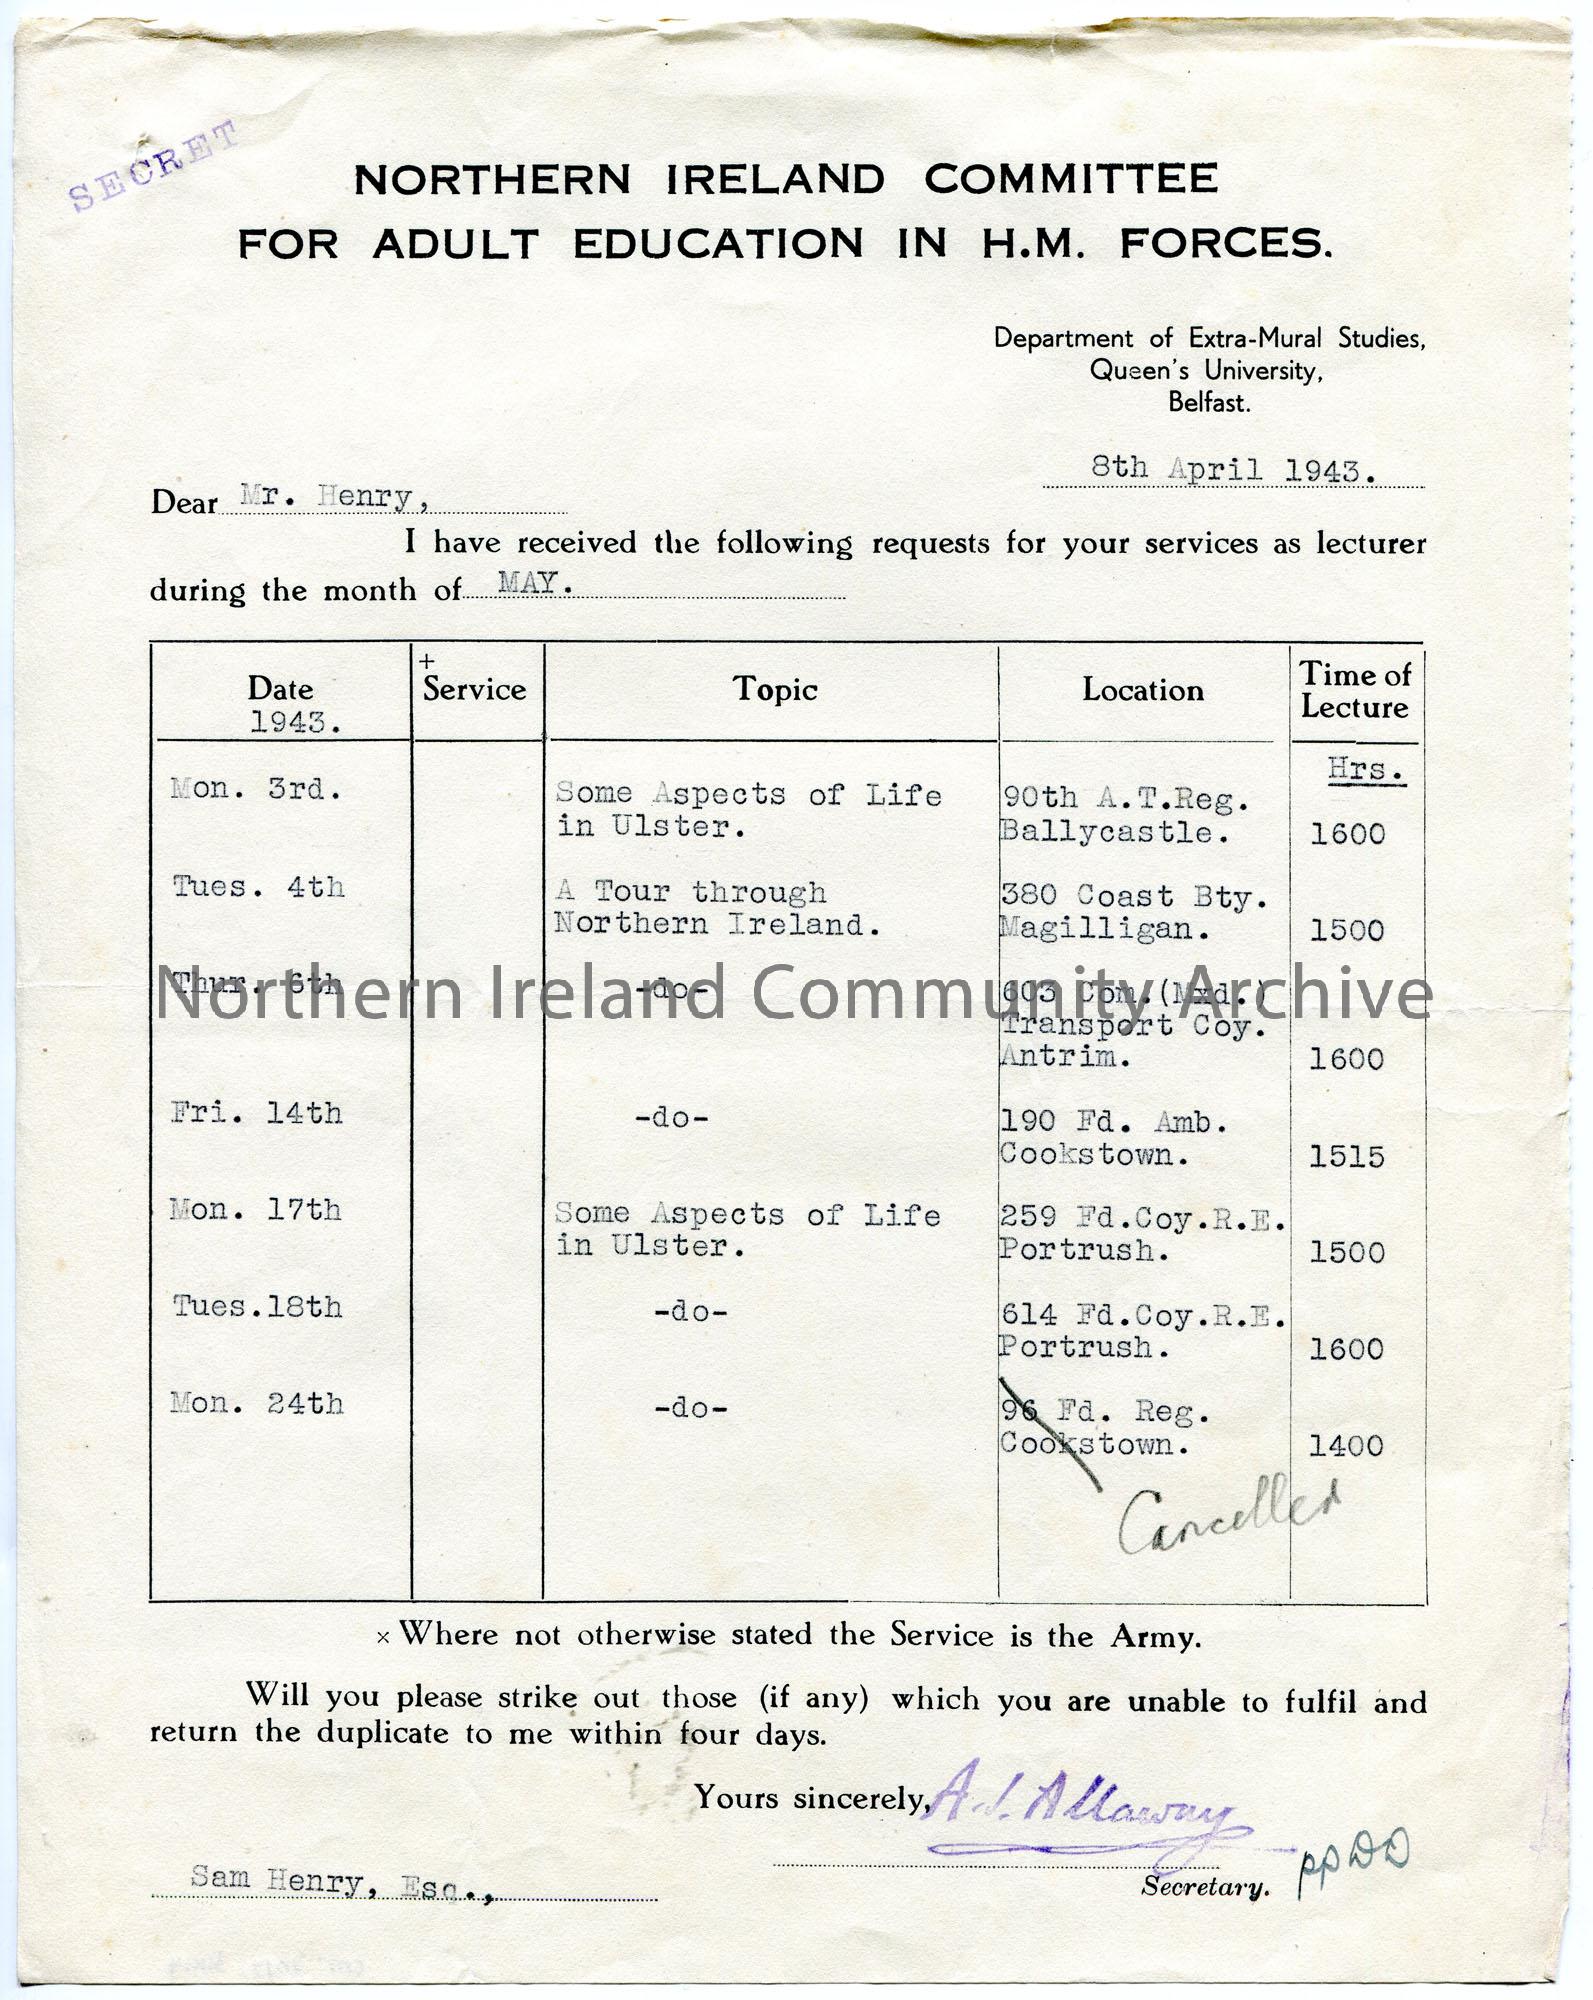 SECRET
NORTHERN IRELAND COMMITTEE
FOR ADULT EDUCATION IN H.M. FORCES.
Department of Extra-Mural Studies,
Queen's University,
Belfast.
8th April 1943.
Dear Mr. Henry,
I have received the following requests for your services as lecturer
during the month of MAY.
Date 1943. + Service Topic Location Time of Lecture
Hrs.
Mon. 3rd. Some Aspects of Life 90th A.T.Reg.
in Ulster. Ballycastle. 1600
Tues. 4th A Tour through 380 Coast Bty.
Northern Ireland. Magilligan. 1500
Thur. 6th -do- 603 Com.(Mxd.)
Northern Ireland Community Archive
Transport Coy.
Antrim. 1600
Fri. 14th -do- 190 Fd. Amb.
Cookstown. 1515
Mon. 17th Some Aspects of Life 259 Fd.Coy.R.E.
in Ulster. Portrush. 1500
Tues.18th -do- 614 Fd.Coy.R.E.
Portrush. 1600
Mon. 24th -do- 96 Fd. Reg.
Cookstown. 1400
Cancelled
× Where not otherwise stated the Service is the Army.
Will you please strike out those (if any) which you are unable to fulfil and
return the duplicate to me within four days.
Yours sincerely, A. J. Allaway
Sam Henry, Esq., Secretary. pp DD